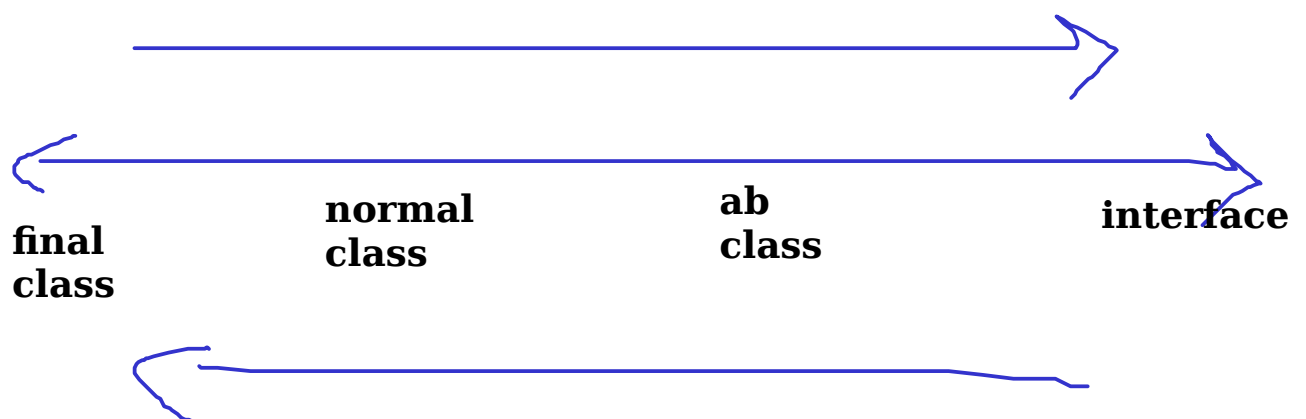 final
class
normal
class
ab
class
interface